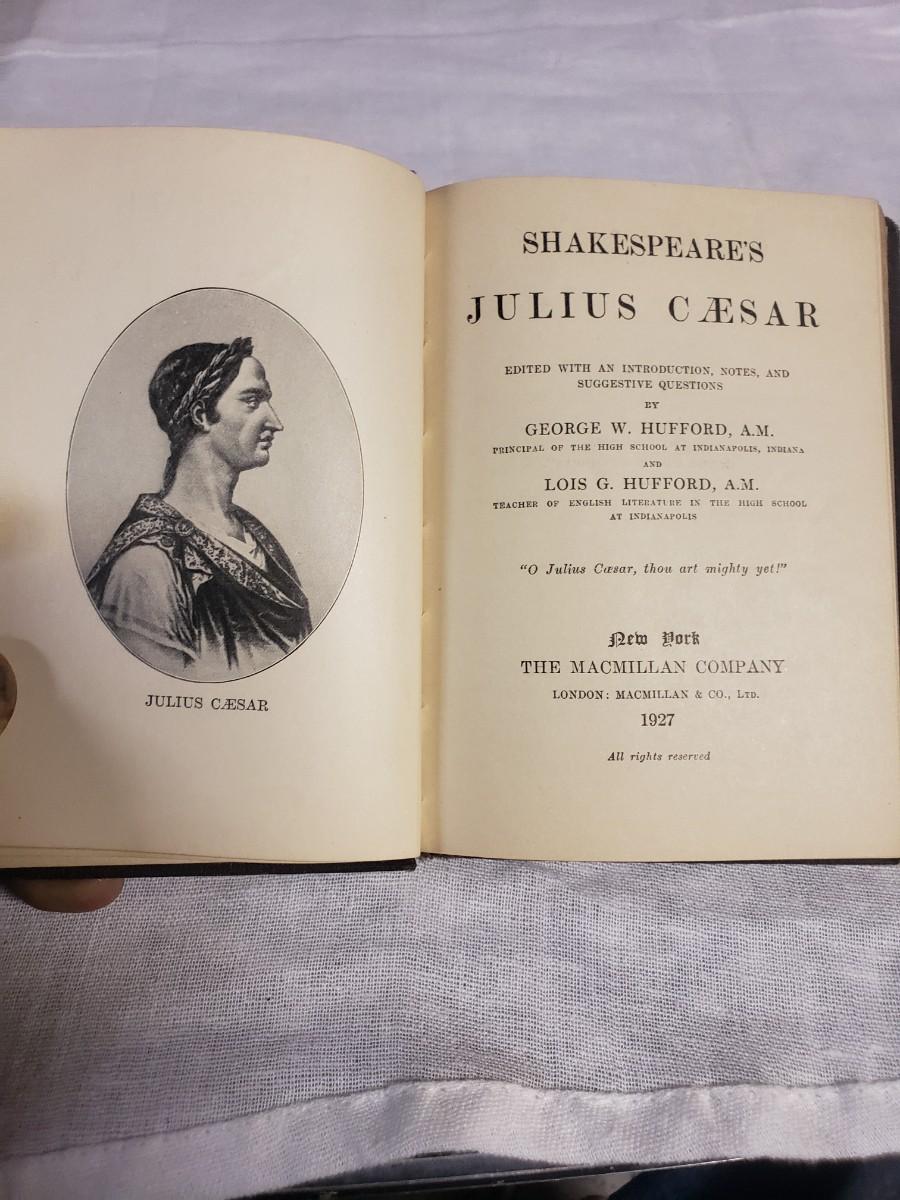 JULIUS CÆSAR
SHAKESPEARE'S
JULIUS CÆSAR
EDITED WITH AN INTRODUCTION, NOTES, AND
SUGGESTIVE QUESTIONS
BY
GEORGE W. HUFFORD, A.M.
PRINCIPAL OF THE HIGH SCHOOL AT INDIANAPOLIS, INDIANA
AND
LOIS G. HUFFORD, A.M.
TEACHER OF ENGLISH LITERATURE IN THE HIGH SCHOOL
AT INDIANAPOLIS
"O Julius Cæsar, thou art mighty yet!"
New York
THE MACMILLAN COMPANY
LONDON: MACMILLAN & CO., LTD.
1927
All rights reserved